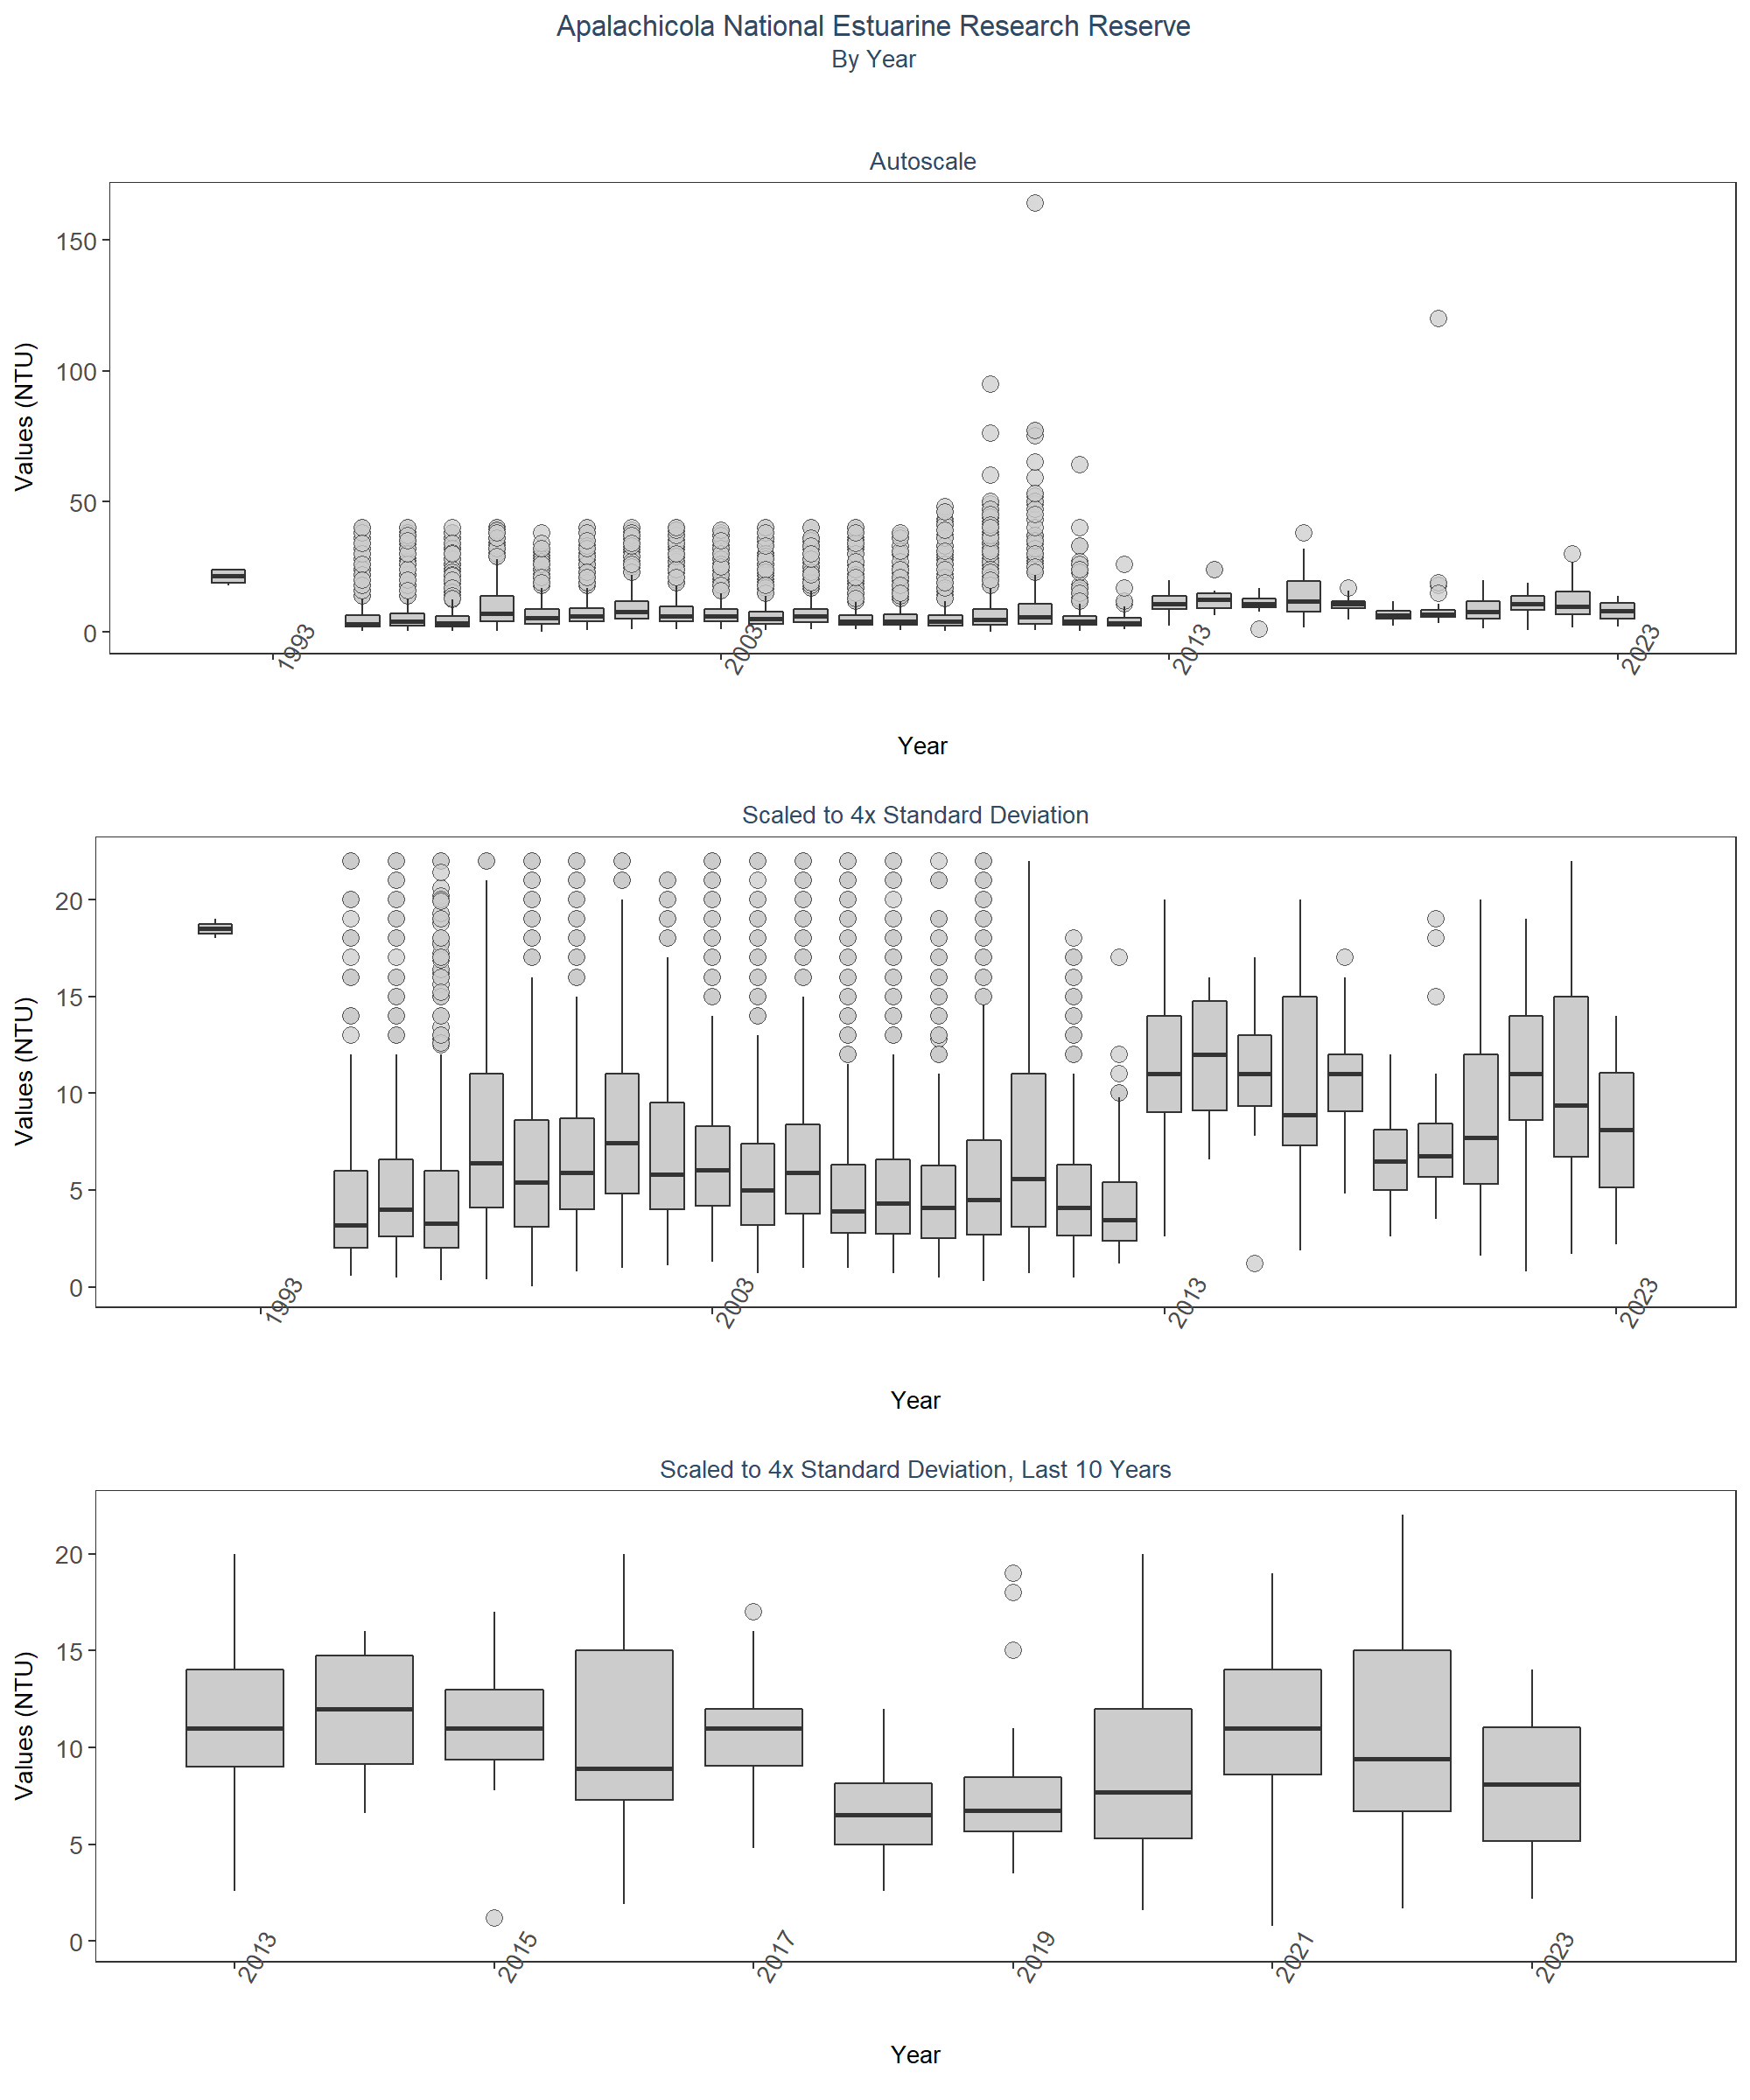 Apalachicola National Estuarine Research Reserve
By Year
Autoscale
Values (NTU)
150
100
50
0
1993
2003
2013
2023
Year
Scaled to 4x Standard Deviation
Values (NTU)
20
15
10
5
0
1993
2003
2013
2023
Year
Scaled to 4x Standard Deviation, Last 10 Years
Values (NTU)
20
15
10
5
0
2013
2015
2017
2019
2021
2023
Year